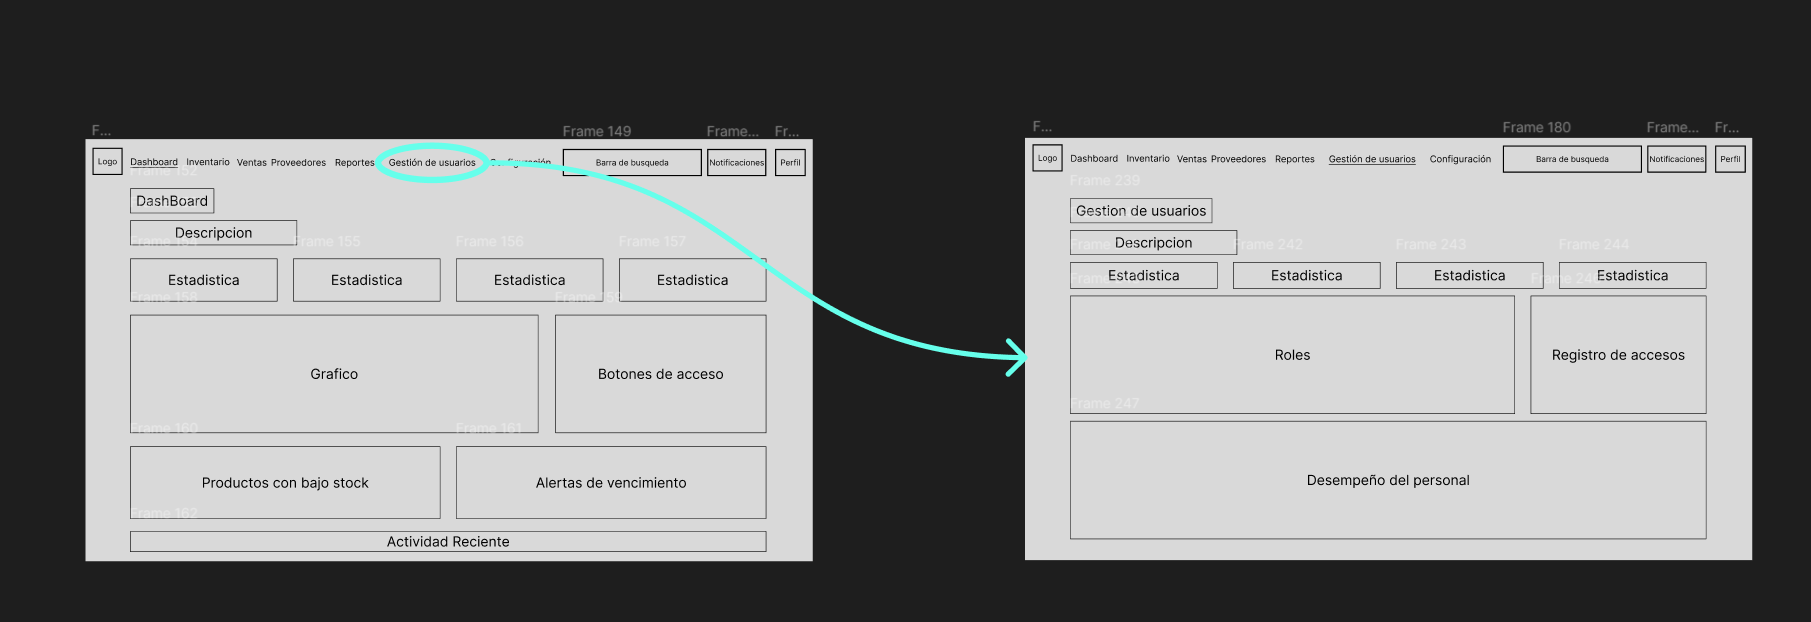 F...
Frame 149
Frame...
Fr...
Logo
Dashboard
Inventario
Ventas
Proveedores
Reportes
Gestión de usuarios
Configuración
Barra de busqueda
Notificaciones
Perfil
Frame 152
DashBoard
Descripcion
Frame 155
Frame 156
Frame 157
Estadistica
Estadistica
Estadistica
Estadistica
Frame 158
Frame 159
Grafico
Botones de acceso
Frame 160
Frame 161
Productos con bajo stock
Alertas de vencimiento
Frame 162
Actividad Reciente
F...
Frame 180
Frame...
Fr...
Logo
Dashboard
Inventario
Ventas
Proveedores
Reportes
Gestión de usuarios
Configuración
Barra de busqueda
Notificaciones
Perfil
Frame 239
Gestion de usuarios
Descripcion
Frame 242
Frame 243
Frame 244
Estadistica
Estadistica
Estadistica
Estadistica
Roles
Registro de accesos
Frame 247
Desempeño del personal